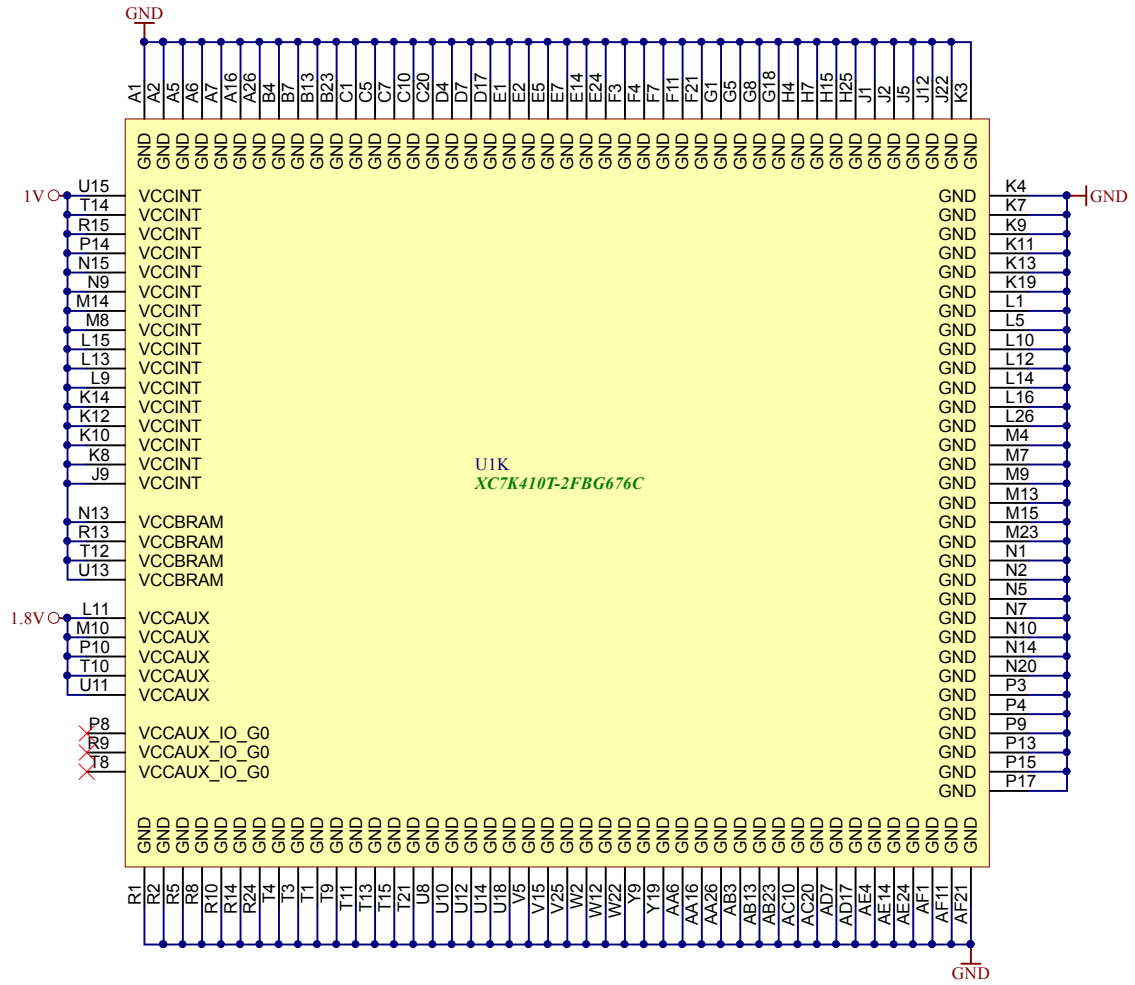 GND
A1 A2 A5 A6 A7 A16 A26 B4 B7 B13 B23 C1 C5 C7 C10 C20 D4 D7 D17 E1 E2 E5 E7 E14 E24 F3 F4 F7 F11 F21 G1 G5 G8 G18 H4 H7 H15 H25 J1 J2 J5 J12 J22 K3
GND GND GND GND GND GND GND GND GND GND GND GND GND GND GND GND GND GND GND GND GND GND GND GND GND GND GND GND GND GND GND GND GND GND GND GND GND GND GND GND GND GND GND GND
1V U15 VCCINT GND K4 GND
T14 VCCINT GND K7
R15 VCCINT GND K9
P14 VCCINT GND K11
N15 VCCINT GND K13
N9 VCCINT GND K19
M14 VCCINT GND L1
M8 VCCINT GND L5
L15 VCCINT GND L10
L13 VCCINT GND L12
L9 VCCINT GND L14
K14 VCCINT GND L16
K12 VCCINT GND L26
K10 VCCINT GND M4
K8 VCCINT GND M7
J9 VCCINT GND M9
GND M13
N13 VCCBRAM GND M15
R13 VCCBRAM GND M23
T12 VCCBRAM GND N1
U13 VCCBRAM GND N2
GND N5
1.8V L11 VCCAUX GND N7
M10 VCCAUX GND N10
P10 VCCAUX GND N14
T10 VCCAUX GND N20
U11 VCCAUX GND P3
GND P4
P8 VCCAUX_IO_G0 GND P9
R9 VCCAUX_IO_G0 GND P13
T8 VCCAUX_IO_G0 GND P15
GND P17
U1K
XC7K410T-2FBG676C
GND GND GND GND GND GND GND GND GND GND GND GND GND GND GND GND GND GND GND GND GND GND GND GND GND GND GND GND GND GND GND GND GND GND GND GND GND GND GND GND GND GND GND GND
R1 R2 R5 R8 R10 R14 R24 T4 T3 T1 T9 T11 T13 T15 T21 U8 U10 U12 U14 U18 V5 V15 V25 W2 W12 W22 Y9 Y19 AA6 AA16 AA26 AB3 AB13 AB23 AC10 AC20 AD7 AD17 AE4 AE14 AE24 AF1 AF11 AF21
GND